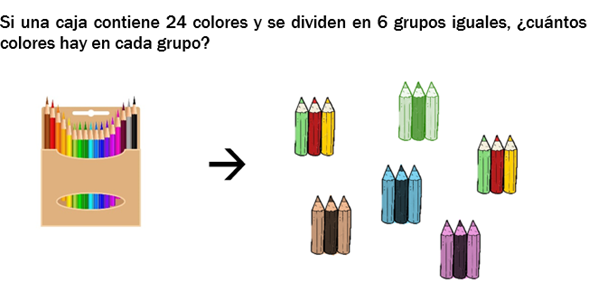 Si una caja contiene 24 colores y se dividen en 6 grupos iguales, ¿cuántos
colores hay en cada grupo?